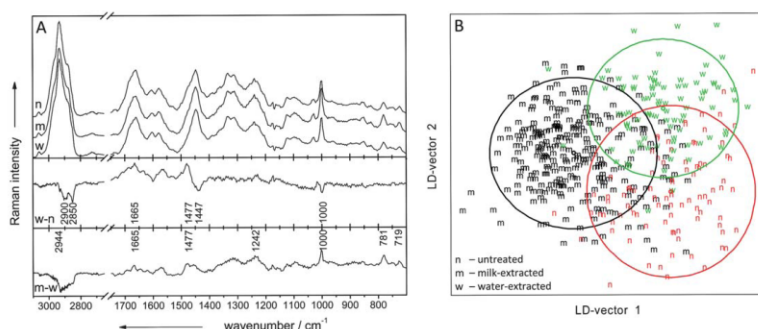 A
n
m
w
w-n
2944
2900
2850
1665
1477
1447
1000
1665
1477
1242
1000
781
719
m-w
3000 2800 1700 1600 1500 1400 1300 1200 1100 1000 900 800
wavenumber / cm⁻¹
Raman intensity
B
LD-vector 2
n – untreated
m – milk-extracted
w – water-extracted
LD-vector 1